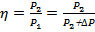 η = P₂/P₁ = P₂/(P₂+ΔP)